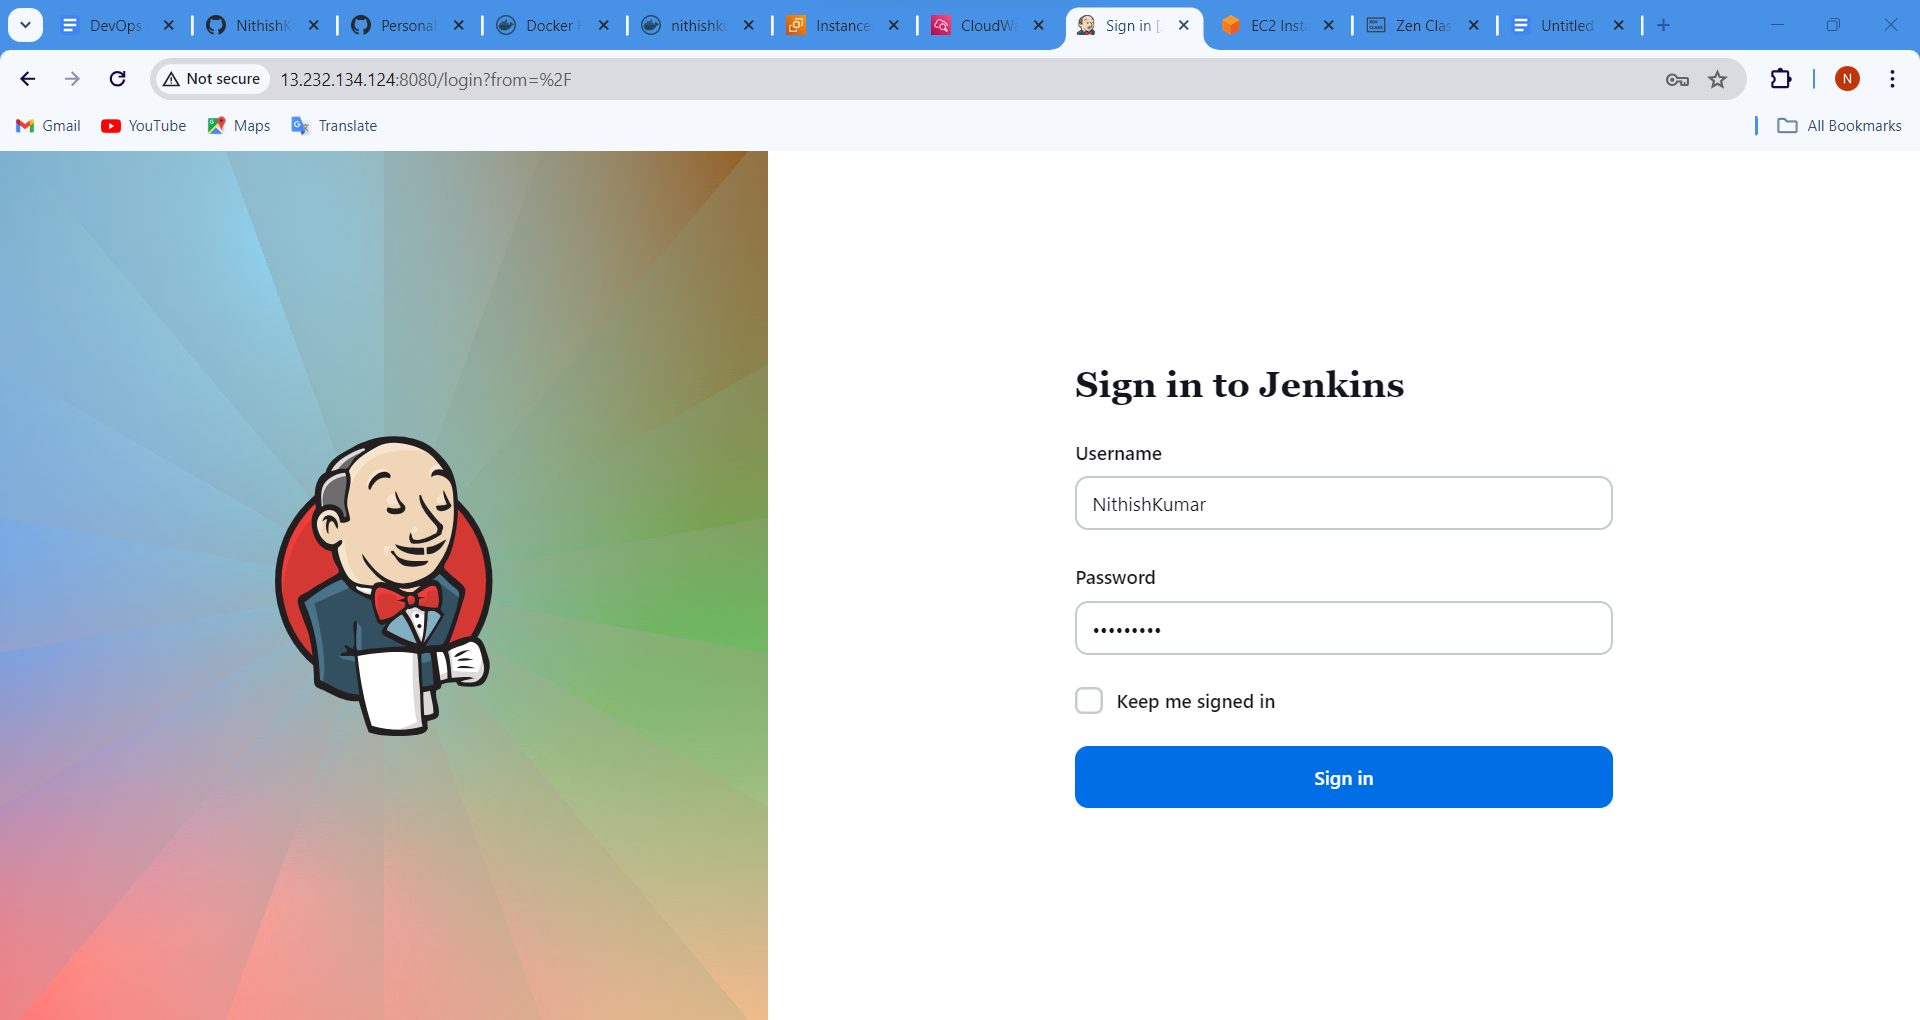 DevOps
NithishK
Persona
Docker
nithishk
Instance
CloudW
Sign in [
EC2 Inst
Zen Clas
Untitled
Not secure
13.232.134.124:8080/login?from=%2F
N
Gmail
YouTube
Maps
Translate
All Bookmarks
Sign in to Jenkins
Username
NithishKumar
Password
•••••••••
Keep me signed in
Sign in